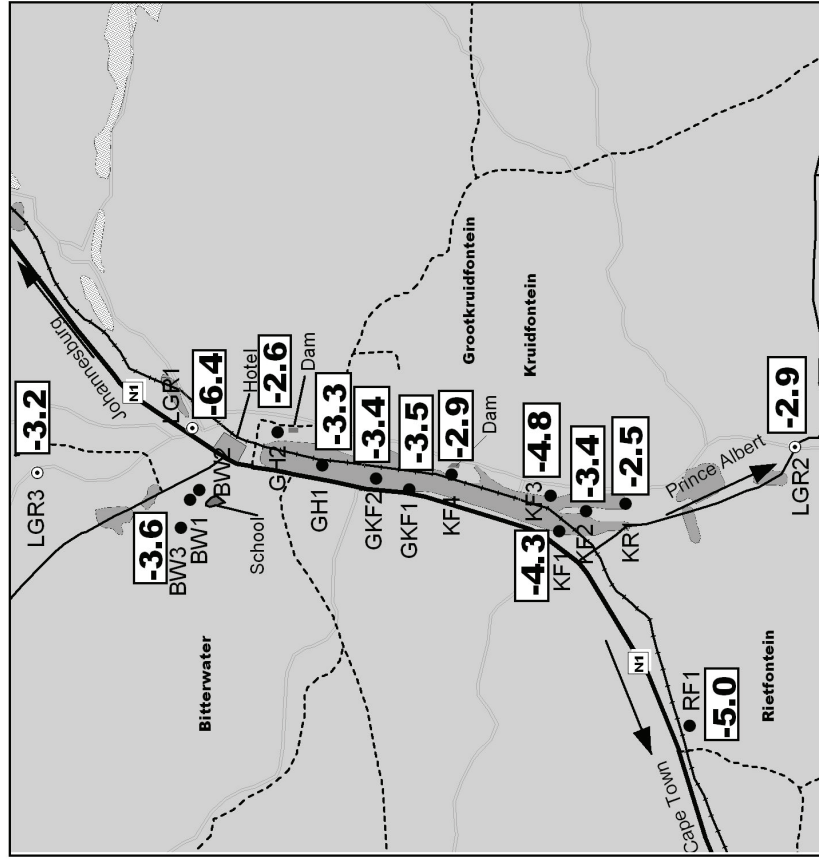 Johannesburg
N1
LGR3
-3.2
LGR1
-6.4
Hotel
-2.6
Dam
BW2
GH2
-3.6
BW3
BW1
School
Bitterwater
-3.3
GH1
-3.4
GKF2
-3.5
GKF1
-2.9
KF4
Dam
Grootkruidfontein
Kruidfontein
-4.8
KF3
-4.3
KF1
-3.4
KF2
-2.5
KR
Prince Albert
-2.9
LGR2
N1
RF1
-5.0
Rietfontein
Cape Town